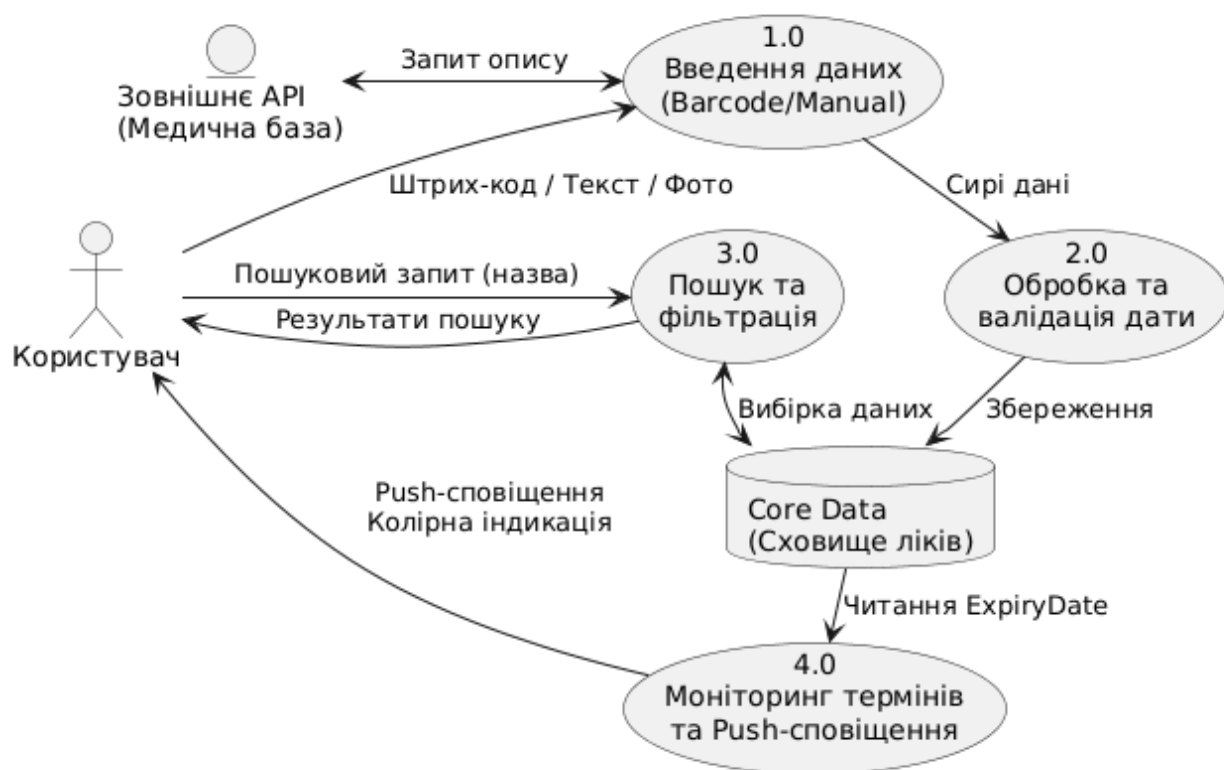 1.0
Введення даних
(Barcode/Manual)
Запит опису
Зовнішнє API
(Медична база)
Штрих-код / Текст / Фото
Сирі дані
3.0
Пошук та
фільтрація
2.0
Обробка та
валідація дати
Пошуковий запит (назва)
Результати пошуку
Користувач
Вибірка даних
Збереження
Push-сповіщення
Колірна індикація
Core Data
(Сховище ліків)
Читання ExpiryDate
4.0
Моніторинг термінів
та Push-сповіщення